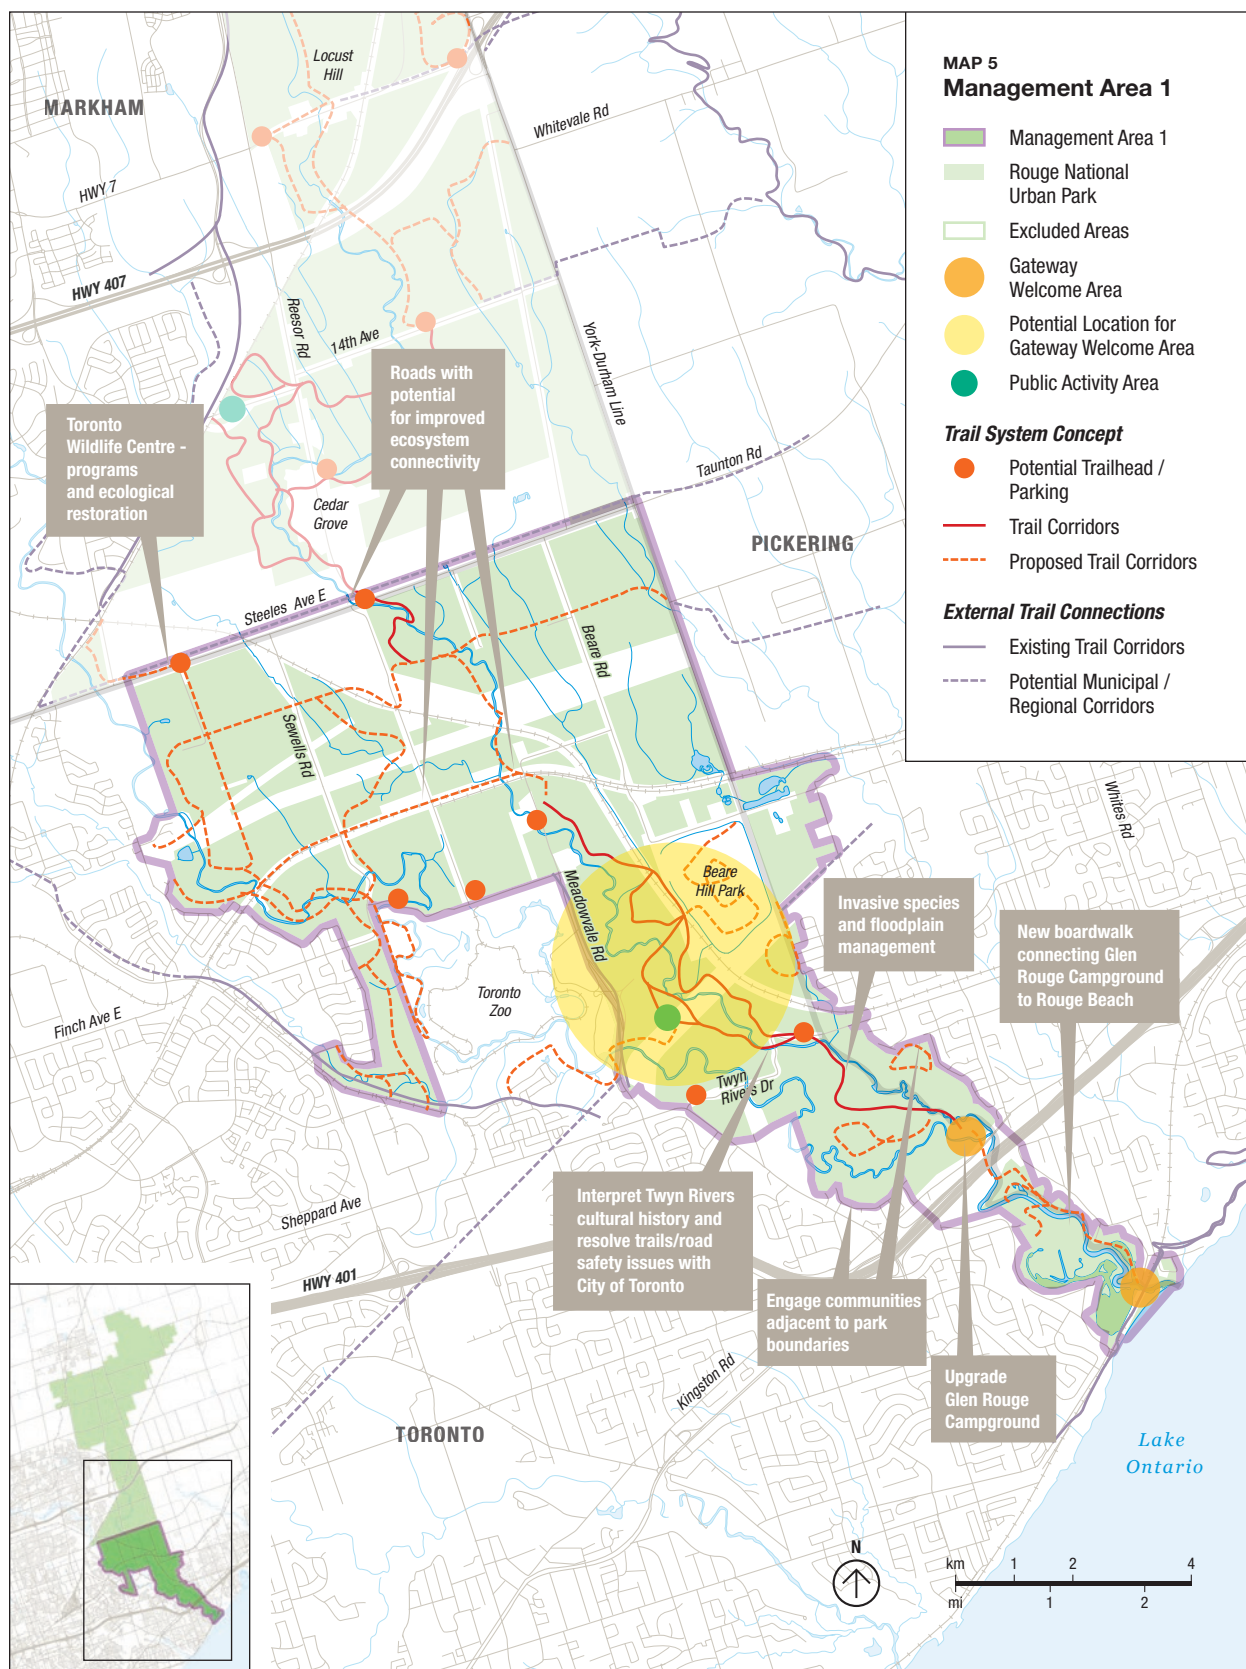 MAP 5
Management Area 1
Management Area 1
Rouge National
Urban Park
Excluded Areas
Gateway
Welcome Area
Potential Location for
Gateway Welcome Area
Public Activity Area
Trail System Concept
Potential Trailhead /
Parking
Trail Corridors
Proposed Trail Corridors
External Trail Connections
Existing Trail Corridors
Potential Municipal /
Regional Corridors
Locust
Hill
MARKHAM
Whitevale Rd
HWY 7
HWY 407
Reesor Rd
14th Ave
York-Durham Line
Roads with
potential
for improved
ecosystem
connectivity
Toronto
Wildlife Centre -
programs
and ecological
restoration
Taunton Rd
Cedar
Grove
PICKERING
Steeles Ave E
Beare Rd
Sewells Rd
Whites Rd
Meadowvale Rd
Beare
Hill Park
Invasive species
and floodplain
management
New boardwalk
connecting Glen
Rouge Campground
to Rouge Beach
Toronto
Zoo
Finch Ave E
Twyn
Rivers Dr
Sheppard Ave
Interpret Twyn Rivers
cultural history and
resolve trails/road
safety issues with
City of Toronto
HWY 401
Engage communities
adjacent to park
boundaries
Kingston Rd
Upgrade
Glen Rouge
Campground
TORONTO
Lake
Ontario
N
km 1 2 4
mi 1 2